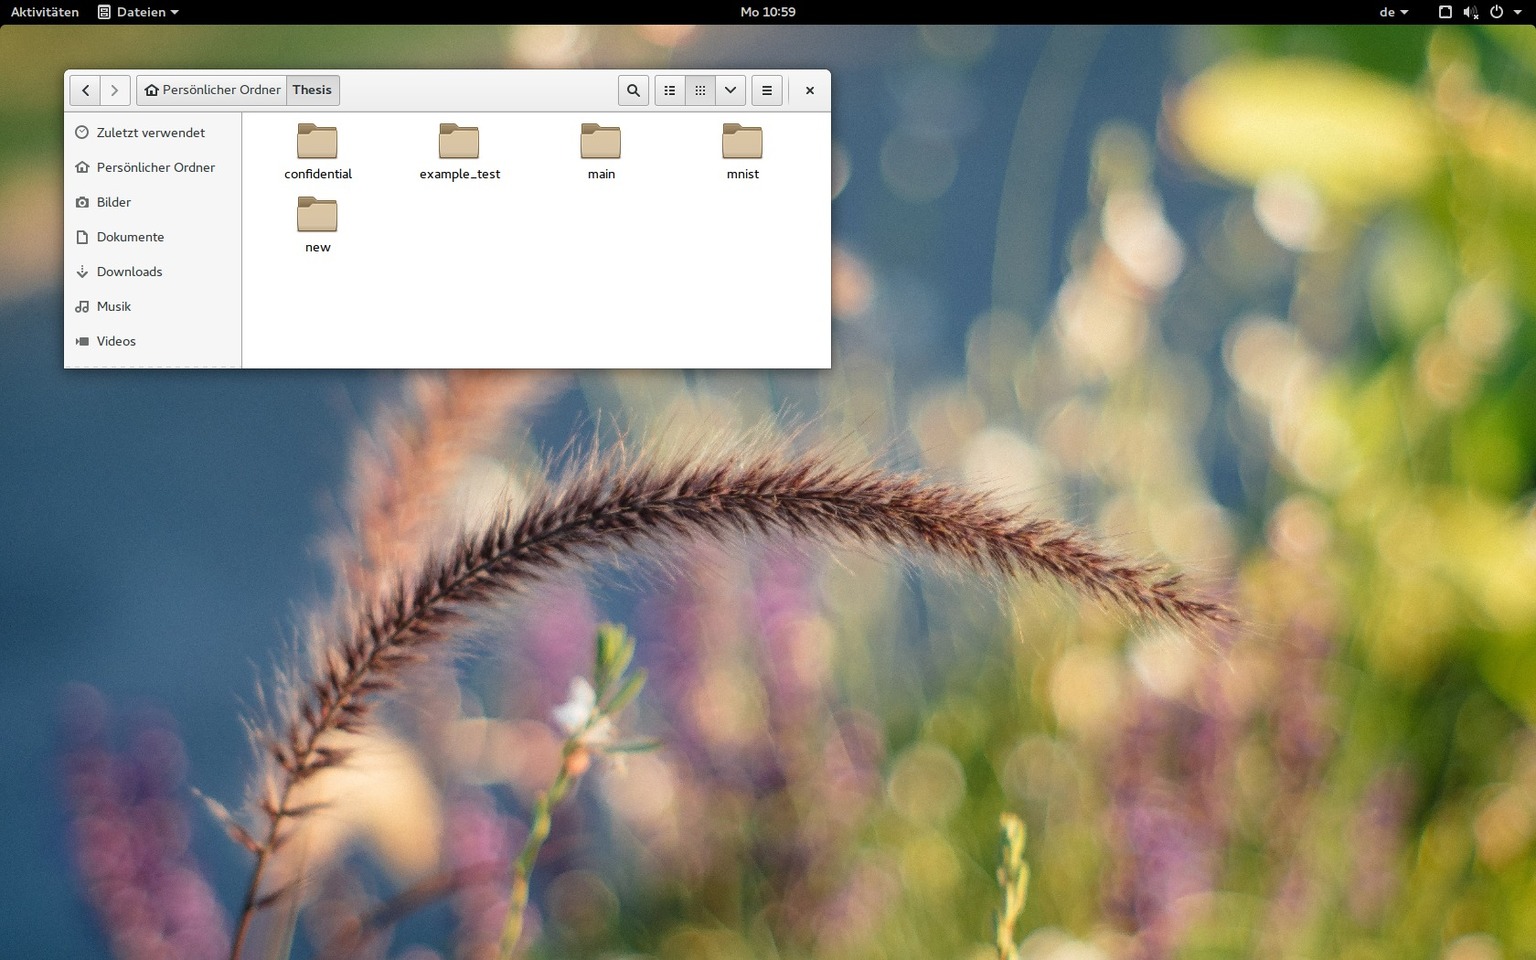 Aktivitäten Dateien Mo 10:59 de
Persönlicher Ordner Thesis
Zuletzt verwendet
Persönlicher Ordner
Bilder
Dokumente
Downloads
Musik
Videos
confidential example_test main mnist
new